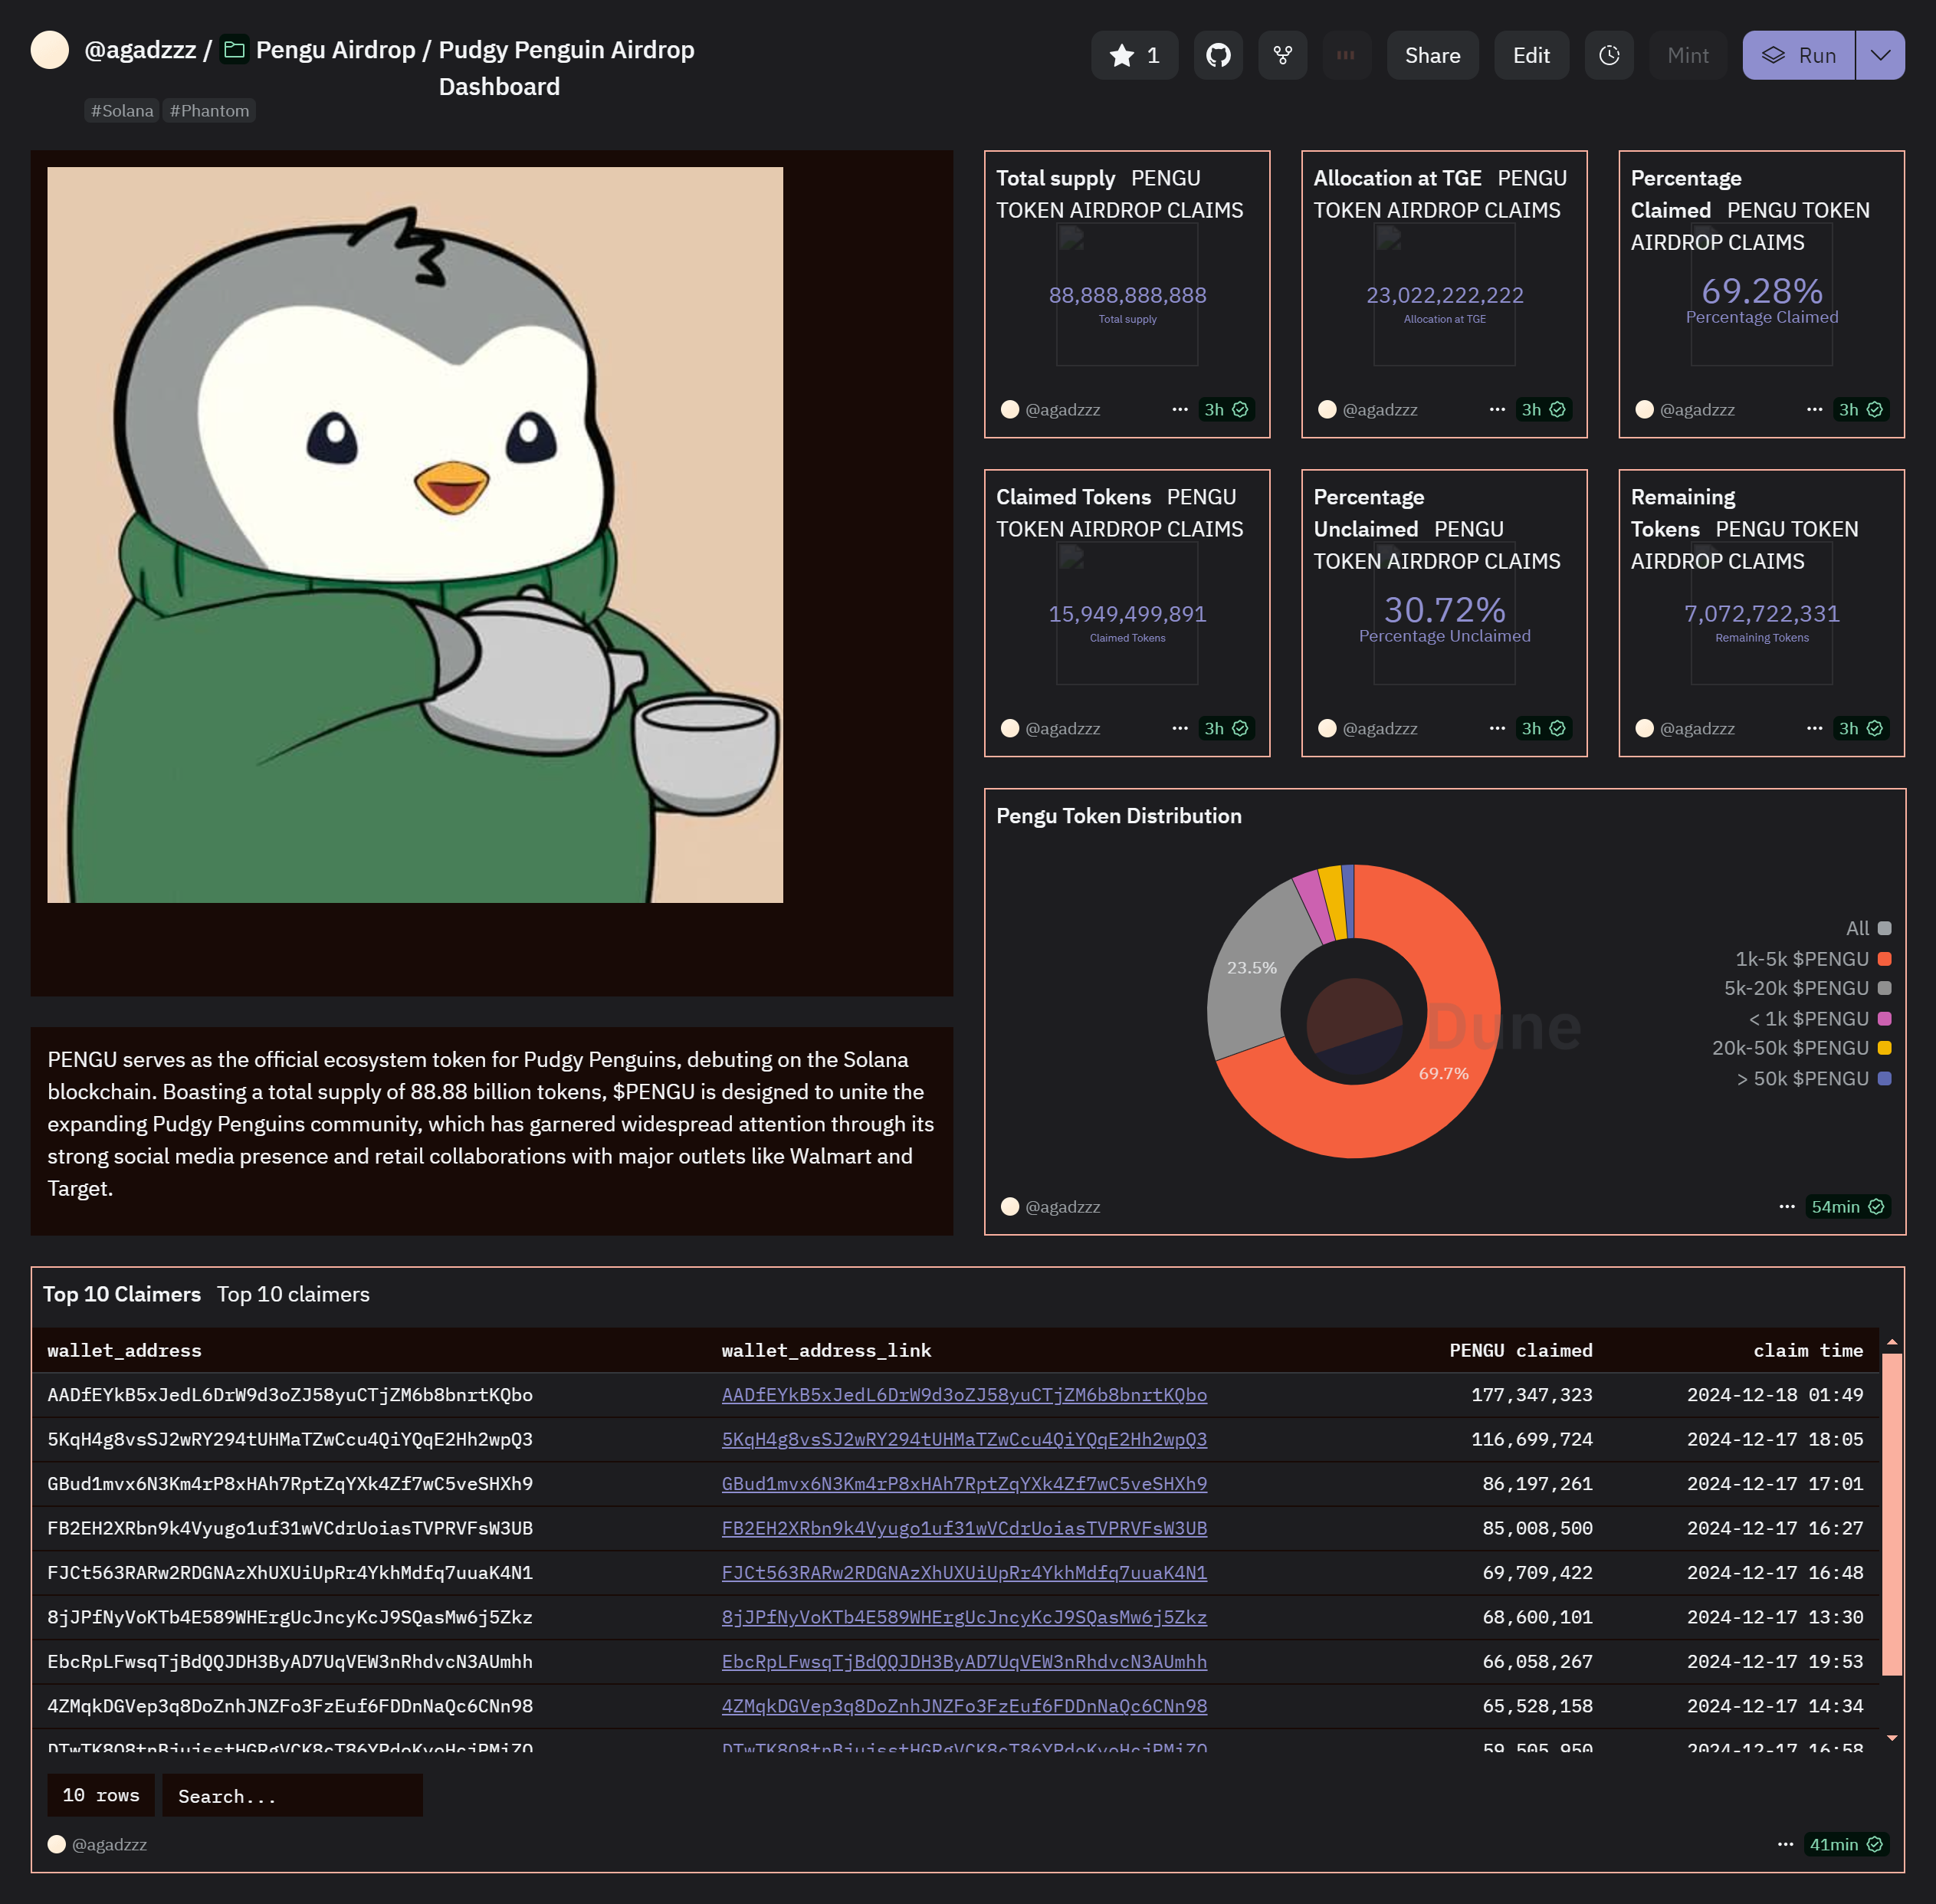 @agadzzz / Pengu Airdrop / Pudgy Penguin Airdrop
Dashboard
#Solana #Phantom
1
Share
Edit
Mint
Run
Total supply PENGU
TOKEN AIRDROP CLAIMS
88,888,888,888
Total supply
@agadzzz
3h
Allocation at TGE PENGU
TOKEN AIRDROP CLAIMS
23,022,222,222
Allocation at TGE
@agadzzz
3h
Percentage
Claimed PENGU TOKEN
AIRDROP CLAIMS
69.28%
Percentage Claimed
@agadzzz
3h
Claimed Tokens PENGU
TOKEN AIRDROP CLAIMS
15,949,499,891
Claimed Tokens
@agadzzz
3h
Percentage
Unclaimed PENGU
TOKEN AIRDROP CLAIMS
30.72%
Percentage Unclaimed
@agadzzz
3h
Remaining
Tokens PENGU TOKEN
AIRDROP CLAIMS
7,072,722,331
Remaining Tokens
@agadzzz
3h
PENGU serves as the official ecosystem token for Pudgy Penguins, debuting on the Solana
blockchain. Boasting a total supply of 88.88 billion tokens, $PENGU is designed to unite the
expanding Pudgy Penguins community, which has garnered widespread attention through its
strong social media presence and retail collaborations with major outlets like Walmart and
Target.
Pengu Token Distribution
23.5%
69.7%
Dune
All
1k-5k $PENGU
5k-20k $PENGU
< 1k $PENGU
20k-50k $PENGU
> 50k $PENGU
@agadzzz
54min
Top 10 Claimers Top 10 claimers
wallet_address wallet_address_link PENGU claimed claim time
AADfEYkB5xJedL6DrW9d3oZJ58yuCTjZM6b8bnrtKQbo AADfEYkB5xJedL6DrW9d3oZJ58yuCTjZM6b8bnrtKQbo 177,347,323 2024-12-18 01:49
5KqH4g8vsSJ2wRY294tUHMaTZwCcu4QiYQqE2Hh2wpQ3 5KqH4g8vsSJ2wRY294tUHMaTZwCcu4QiYQqE2Hh2wpQ3 116,699,724 2024-12-17 18:05
GBud1mvx6N3Km4rP8xHAh7RptZqYXk4Zf7wC5veSHXh9 GBud1mvx6N3Km4rP8xHAh7RptZqYXk4Zf7wC5veSHXh9 86,197,261 2024-12-17 17:01
FB2EH2XRbn9k4Vyugo1uf31wVCdrUoiasTVPRVFsW3UB FB2EH2XRbn9k4Vyugo1uf31wVCdrUoiasTVPRVFsW3UB 85,008,500 2024-12-17 16:27
FJCt563RARw2RDGNAzXhUXUiUpRr4YkhMdfq7uuaK4N1 FJCt563RARw2RDGNAzXhUXUiUpRr4YkhMdfq7uuaK4N1 69,709,422 2024-12-17 16:48
8jJPfNyVoKTb4E589WHErgUcJncyKcJ9SQasMw6j5Zkz 8jJPfNyVoKTb4E589WHErgUcJncyKcJ9SQasMw6j5Zkz 68,600,101 2024-12-17 13:30
EbcRpLFwsqTjBdQQJDH3ByAD7UqVEW3nRhdvcN3AUmhh EbcRpLFwsqTjBdQQJDH3ByAD7UqVEW3nRhdvcN3AUmhh 66,058,267 2024-12-17 19:53
4ZMqkDGVep3q8DoZnhJNZFo3FzEuf6FDDnNaQc6CNn98 4ZMqkDGVep3q8DoZnhJNZFo3FzEuf6FDDnNaQc6CNn98 65,528,158 2024-12-17 14:34
59,505,950 2024-12-17 16:58
10 rows Search...
@agadzzz
41min